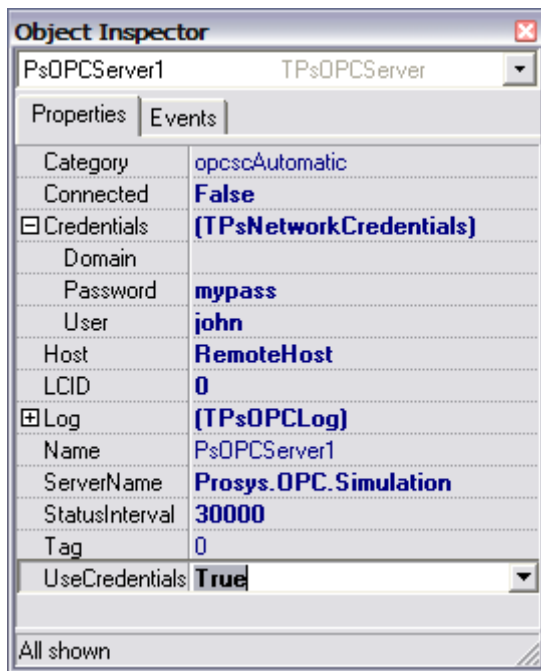 Object Inspector
PsOPCServer1 TPsOPCServer
Properties Events
Category opcscAutomatic
Connected False
Credentials (TPsNetworkCredentials)
Domain
Password mypass
User john
Host RemoteHost
LCID 0
Log (TPsOPCLog)
Name PsOPCServer1
ServerName Prosys.OPC.Simulation
StatusInterval 30000
Tag 0
UseCredentials True
All shown